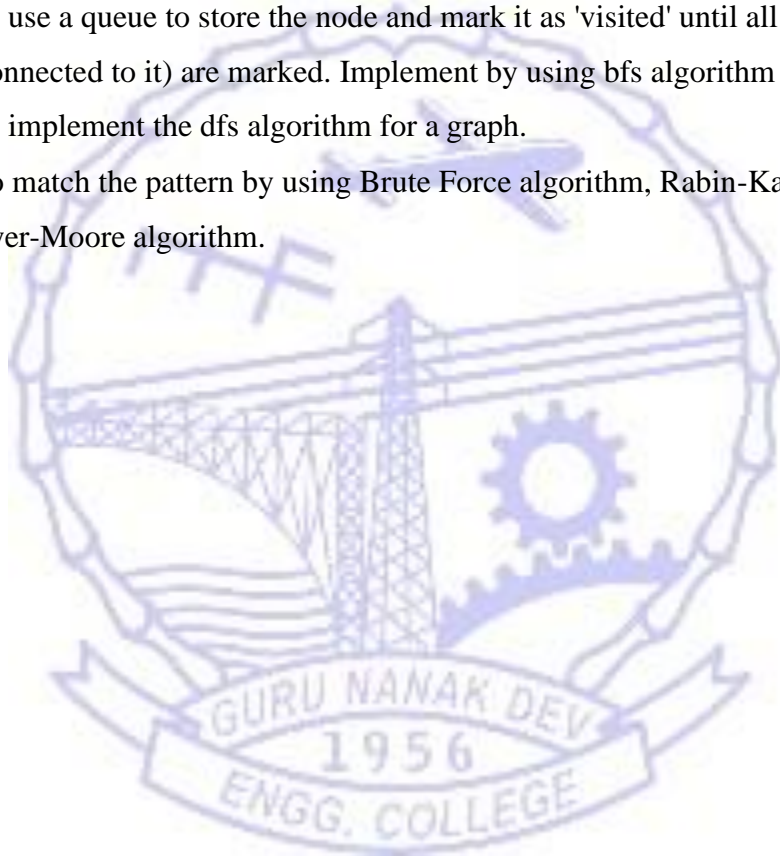 use a queue to store the node and mark it as 'visited' until all
onnected to it) are marked. Implement by using bfs algorithm
implement the dfs algorithm for a graph.
o match the pattern by using Brute Force algorithm, Rabin-Ka
yer-Moore algorithm.
GURU NANAK DEV
1956
ENGG. COLLEGE